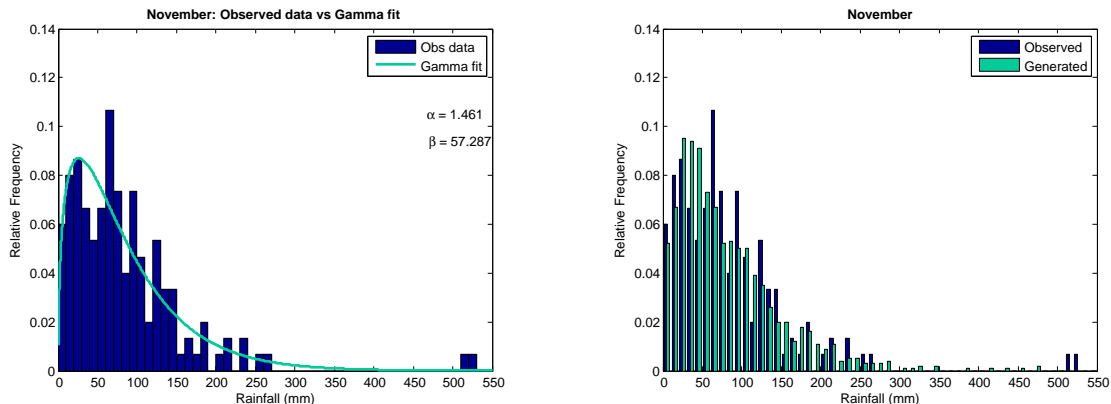 November: Observed data vs Gamma fit
0.14
0.12
0.1
0.08
0.06
0.04
0.02
0
Relative Frequency
Obs data
Gamma fit
α = 1.461
β = 57.287
0 50 100 150 200 250 300 350 400 450 500 550
Rainfall (mm)
November
0.14
0.12
0.1
0.08
0.06
0.04
0.02
0
Relative Frequency
Observed
Generated
0 50 100 150 200 250 300 350 400 450 500 550
Rainfall (mm)